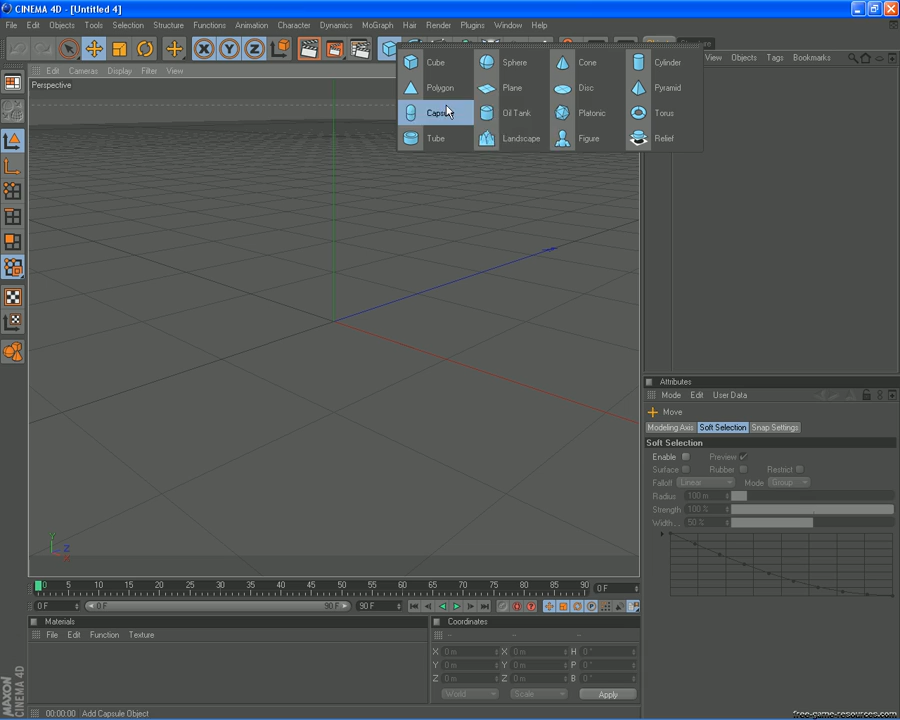 CINEMA 4D - [Untitled 4]
File Edit Objects Tools Selection Structure Functions Animation Character Dynamics MoGraph Hair Render Plugins Window Help
Edit Cameras Display Filter View
View Objects Tags Bookmarks
Perspective
Cube Sphere Cone Cylinder
Polygon Plane Disc Pyramid
Capsule Oil Tank Platonic Torus
Tube Landscape Figure Relief
Attributes
Mode Edit User Data
Move
Modeling Axis Soft Selection Snap Settings
Soft Selection
Enable Preview
Surface Rubber Restrict
Falloff Linear Mode Group
Radius 100 m
Strength 100 %
Width . . 50 %
Y
Z
X
0 5 10 15 20 25 30 35 40 45 50 55 60 65 70 75 80 85 90 0 F
0 F 0 F 90 F 90 F
Materials
File Edit Function Texture
Coordinates
X 0 m X 0 m H 0 °
Y 0 m Y 0 m P 0 °
Z 0 m Z 0 m B 0 °
World Scale Apply
MAXON
CINEMA 4D
00:00:00 Add Capsule Object
free-game-resources.com